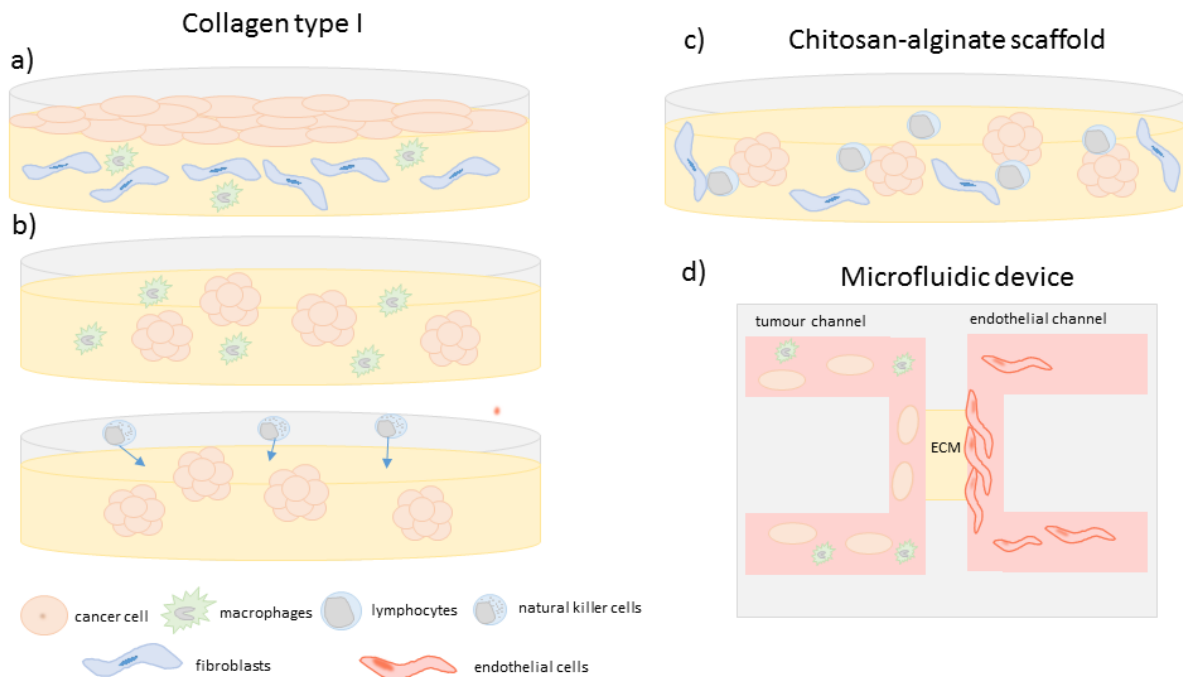 Collagen type I
a)
b)
c)
Chitosan-alginate scaffold
d)
Microfluidic device
tumour channel
endothelial channel
ECM
cancer cell
macrophages
lymphocytes
natural killer cells
fibroblasts
endothelial cells